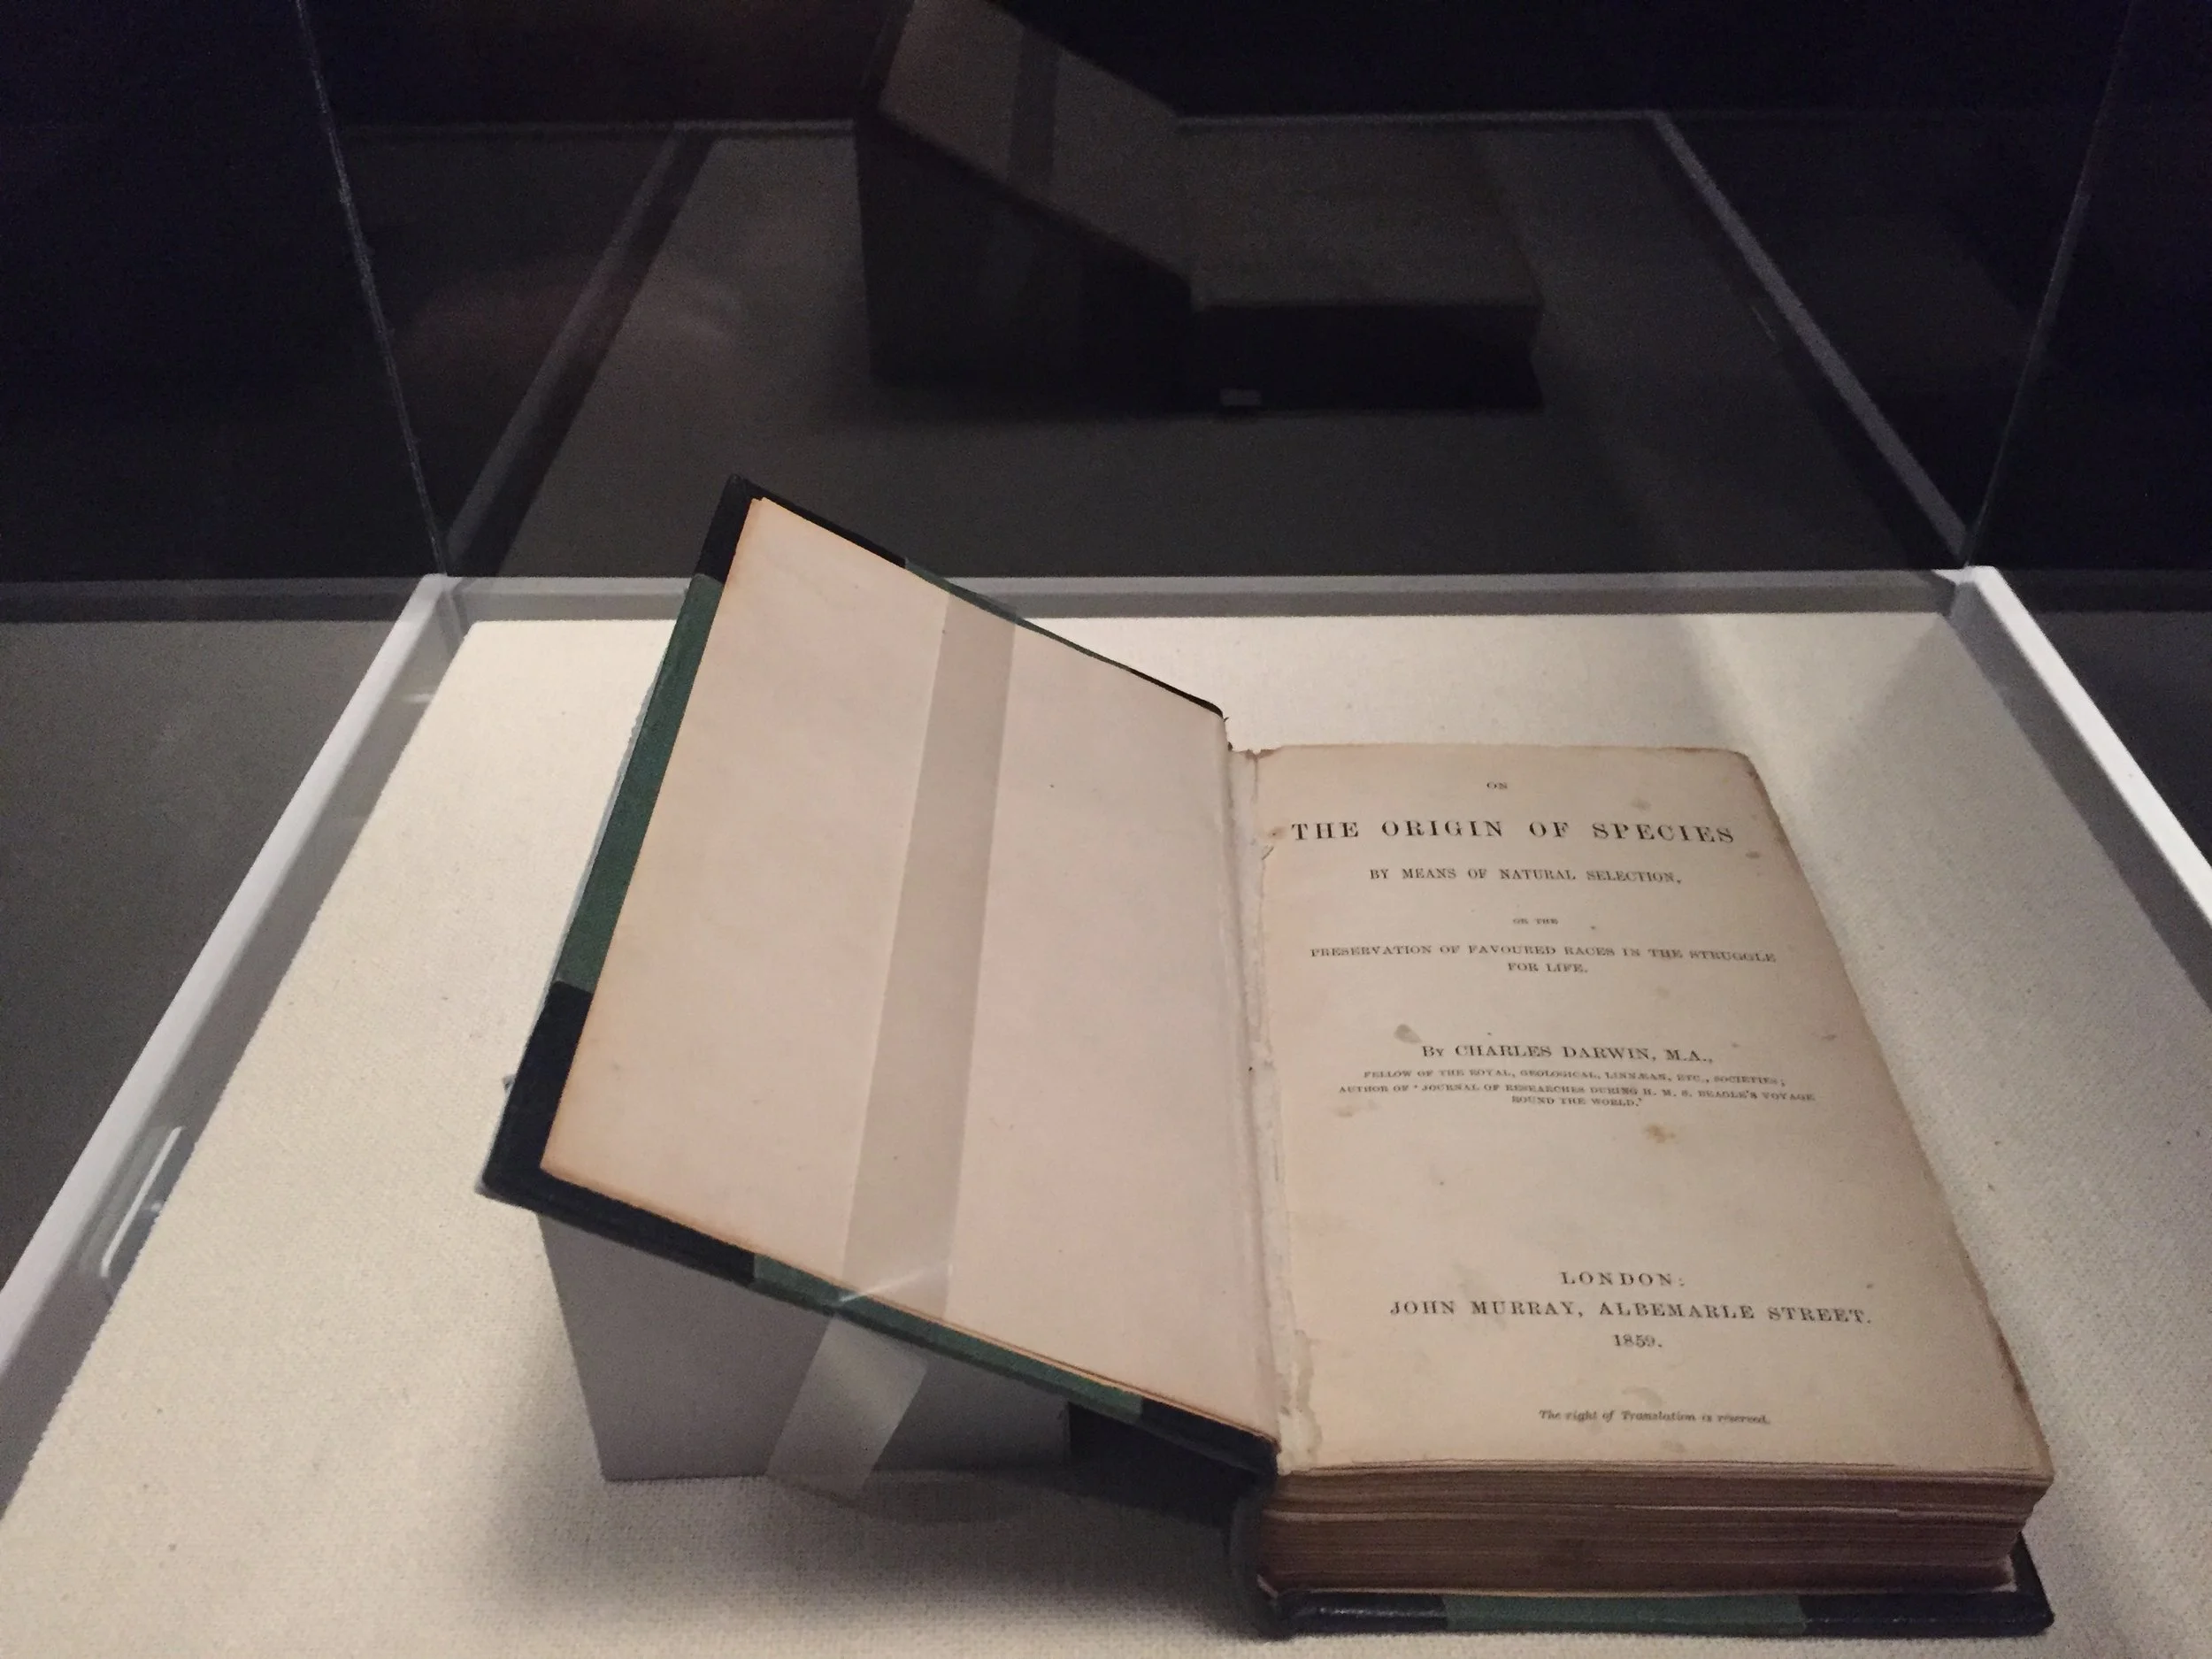 ON
THE ORIGIN OF SPECIES
BY MEANS OF NATURAL SELECTION,
OR THE
PRESERVATION OF FAVOURED RACES IN THE STRUGGLE
FOR LIFE.
By CHARLES DARWIN, M.A.,
FELLOW OF THE ROYAL, GEOLOGICAL, LINNÆAN, ETC., SOCIETIES;
AUTHOR OF 'JOURNAL OF RESEARCHES DURING H. M. S. BEAGLE'S VOYAGE
ROUND THE WORLD.'
LONDON:
JOHN MURRAY, ALBEMARLE STREET.
1859.
The right of Translation is reserved.